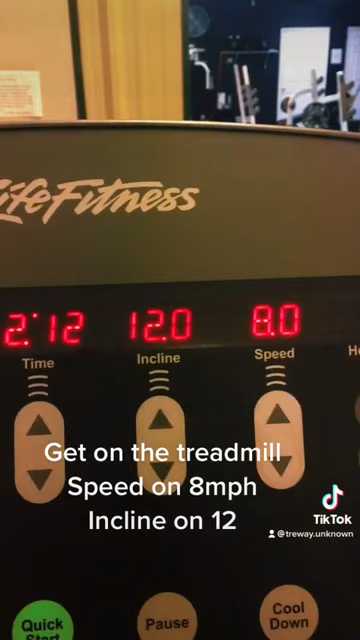 LifeFitness
2:12 12.0 8.0
Time Incline Speed
Get on the treadmill
Speed on 8mph
Incline on 12
TikTok
@treway.unknown
Quick Start Pause Cool Down